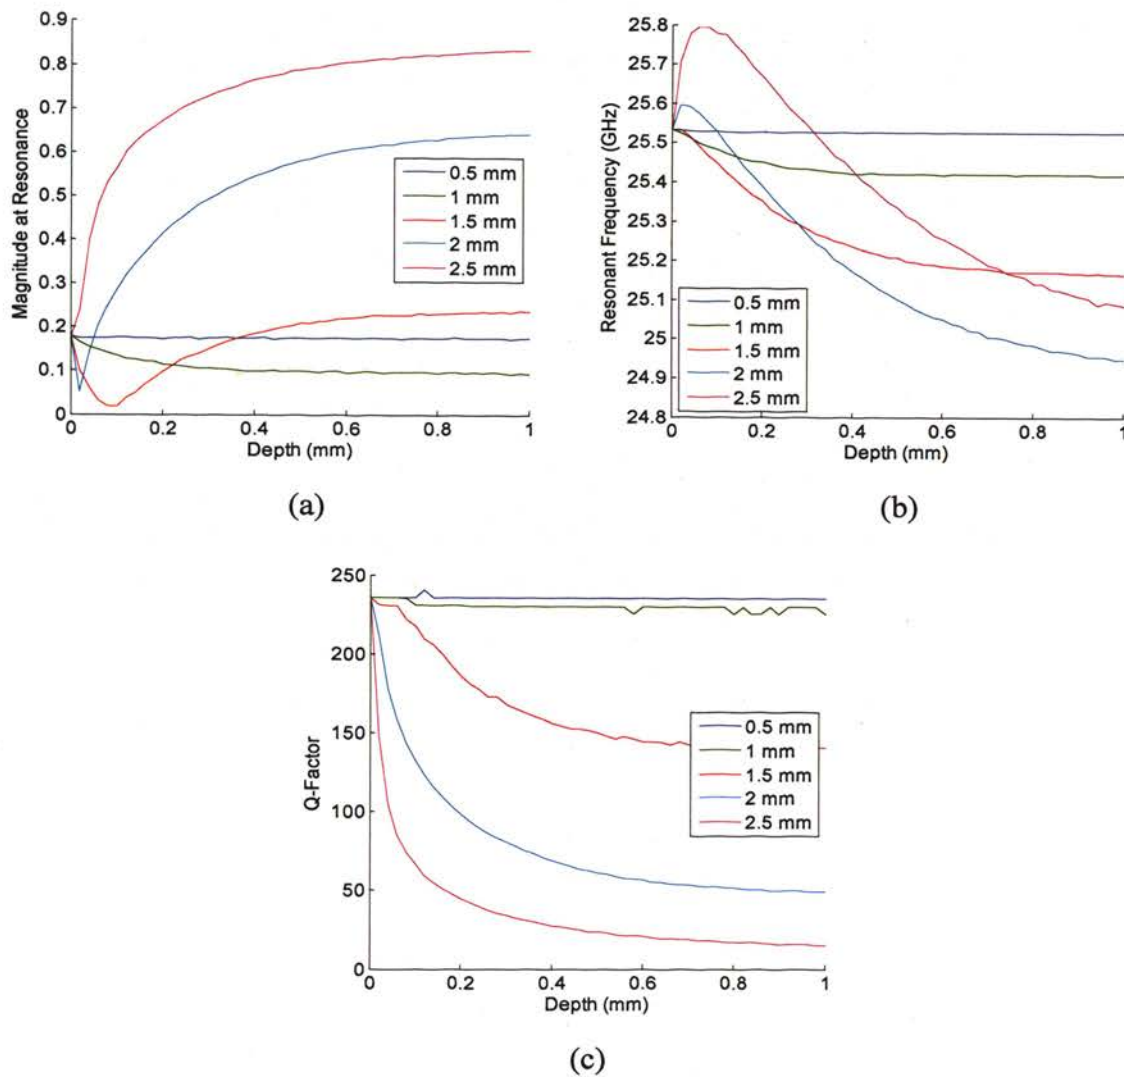 0.9
0.8
0.7
0.6
0.5
0.4
0.3
0.2
0.1
0
Magnitude at Resonance
0.5 mm
1 mm
1.5 mm
2 mm
2.5 mm
0 0.2 0.4 0.6 0.8 1
Depth (mm)
(a)
25.8
25.7
25.6
25.5
25.4
25.3
25.2
25.1
25
24.9
24.8
Resonant Frequency (GHz)
0.5 mm
1 mm
1.5 mm
2 mm
2.5 mm
0 0.2 0.4 0.6 0.8 1
Depth (mm)
(b)
250
200
150
100
50
0
Q-Factor
0.5 mm
1 mm
1.5 mm
2 mm
2.5 mm
0 0.2 0.4 0.6 0.8 1
Depth (mm)
(c)